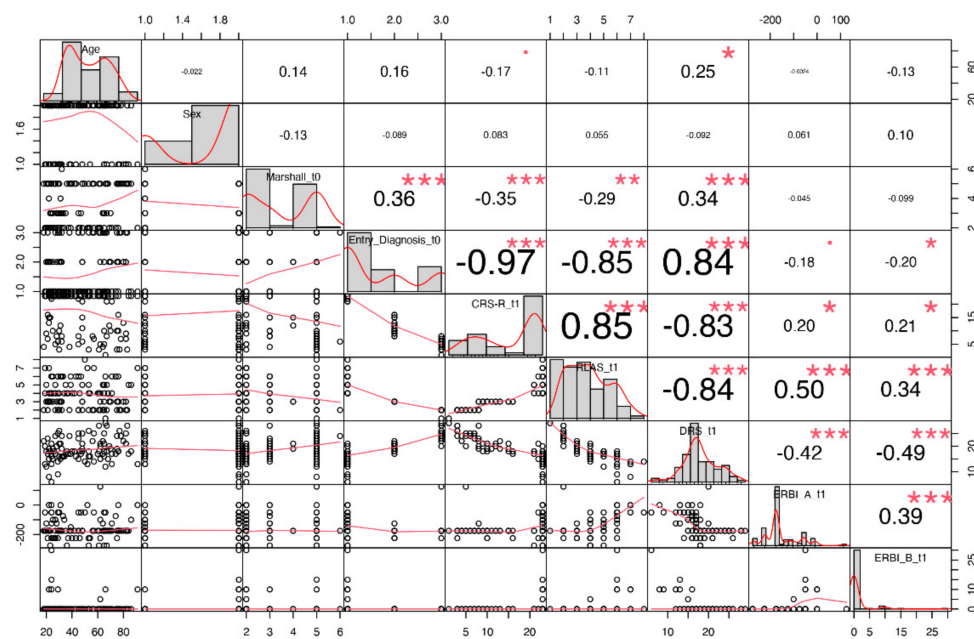 1.0 1.4 1.8 1.0 2.0 3.0 1 3 5 7 -200 0 100
Age -0.022 0.14 0.16 -0.17 -0.11 0.25 * -0.13 20 60
1.0 1.6 Sex -0.13 -0.089 0.083 0.055 -0.092 0.061 0.10
Marshall_t0 0.36 *** -0.35 *** -0.29 ** 0.34 *** -0.045 -0.099 2 4 6
1.0 2.0 3.0 Entry_Diagnosis_t0 -0.97 *** -0.85 *** 0.84 *** -0.18 -0.20 *
CRS-R_t1 0.85 *** -0.83 *** 0.20 * 0.21 * 5 15
1 3 5 7 RLAS_t1 -0.84 *** 0.50 *** 0.34 ***
DRS_t1 -0.42 *** -0.49 *** 10 20
-200 0 ERBI_A_t1 0.39 ***
ERBI_B_t1 0 10 25
20 40 60 80 2 3 4 5 6 5 10 20 10 20 0 5 15 25